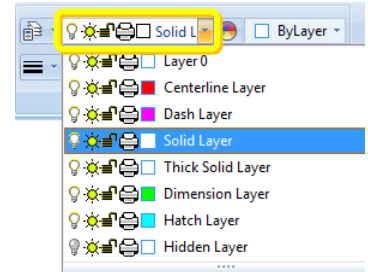 Solid L
ByLayer
Layer 0
Centerline Layer
Dash Layer
Solid Layer
Thick Solid Layer
Dimension Layer
Hatch Layer
Hidden Layer